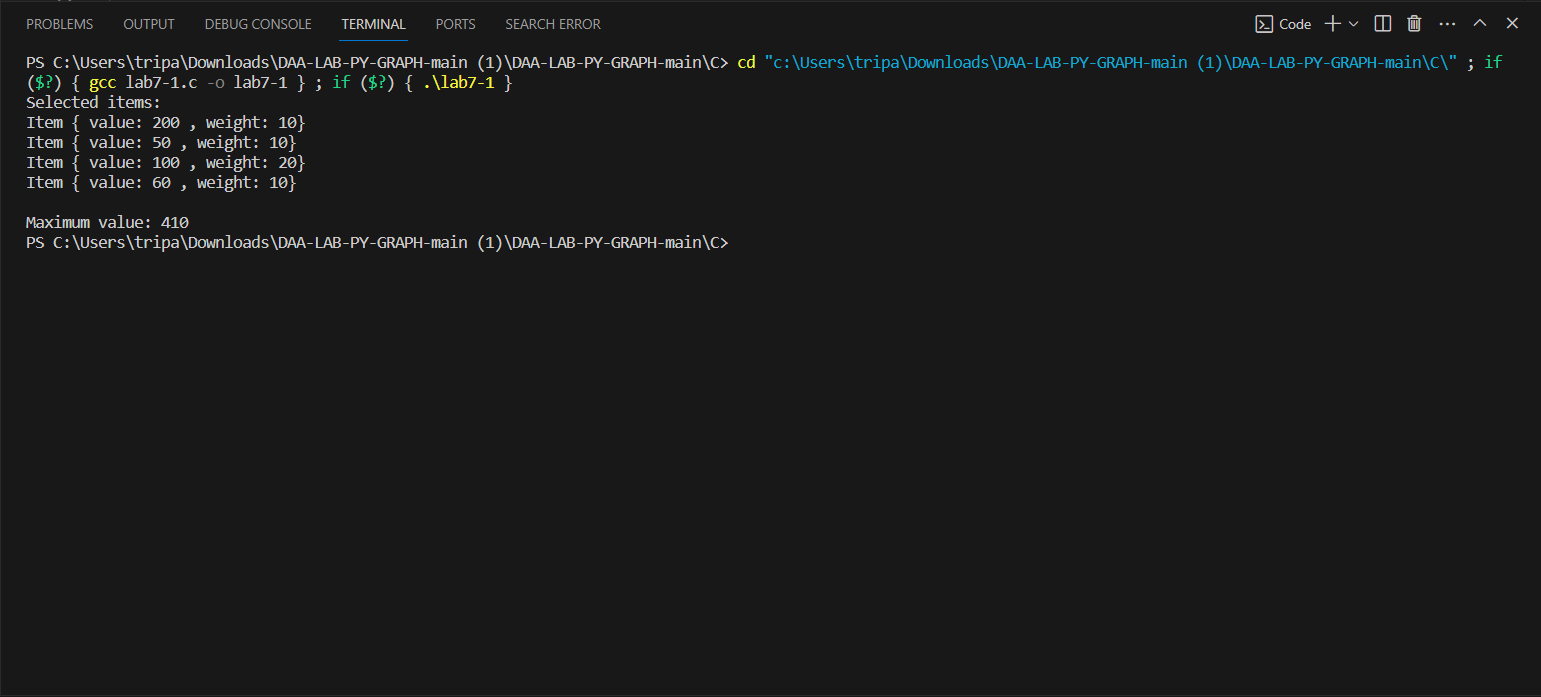 PROBLEMS OUTPUT DEBUG CONSOLE TERMINAL PORTS SEARCH ERROR Code
PS C:\Users\tripa\Downloads\DAA-LAB-PY-GRAPH-main (1)\DAA-LAB-PY-GRAPH-main\C> cd "c:\Users\tripa\Downloads\DAA-LAB-PY-GRAPH-main (1)\DAA-LAB-PY-GRAPH-main\C\" ; if
($?) { gcc lab7-1.c -o lab7-1 } ; if ($?) { .\lab7-1 }
Selected items:
Item { value: 200 , weight: 10}
Item { value: 50 , weight: 10}
Item { value: 100 , weight: 20}
Item { value: 60 , weight: 10}
Maximum value: 410
PS C:\Users\tripa\Downloads\DAA-LAB-PY-GRAPH-main (1)\DAA-LAB-PY-GRAPH-main\C>